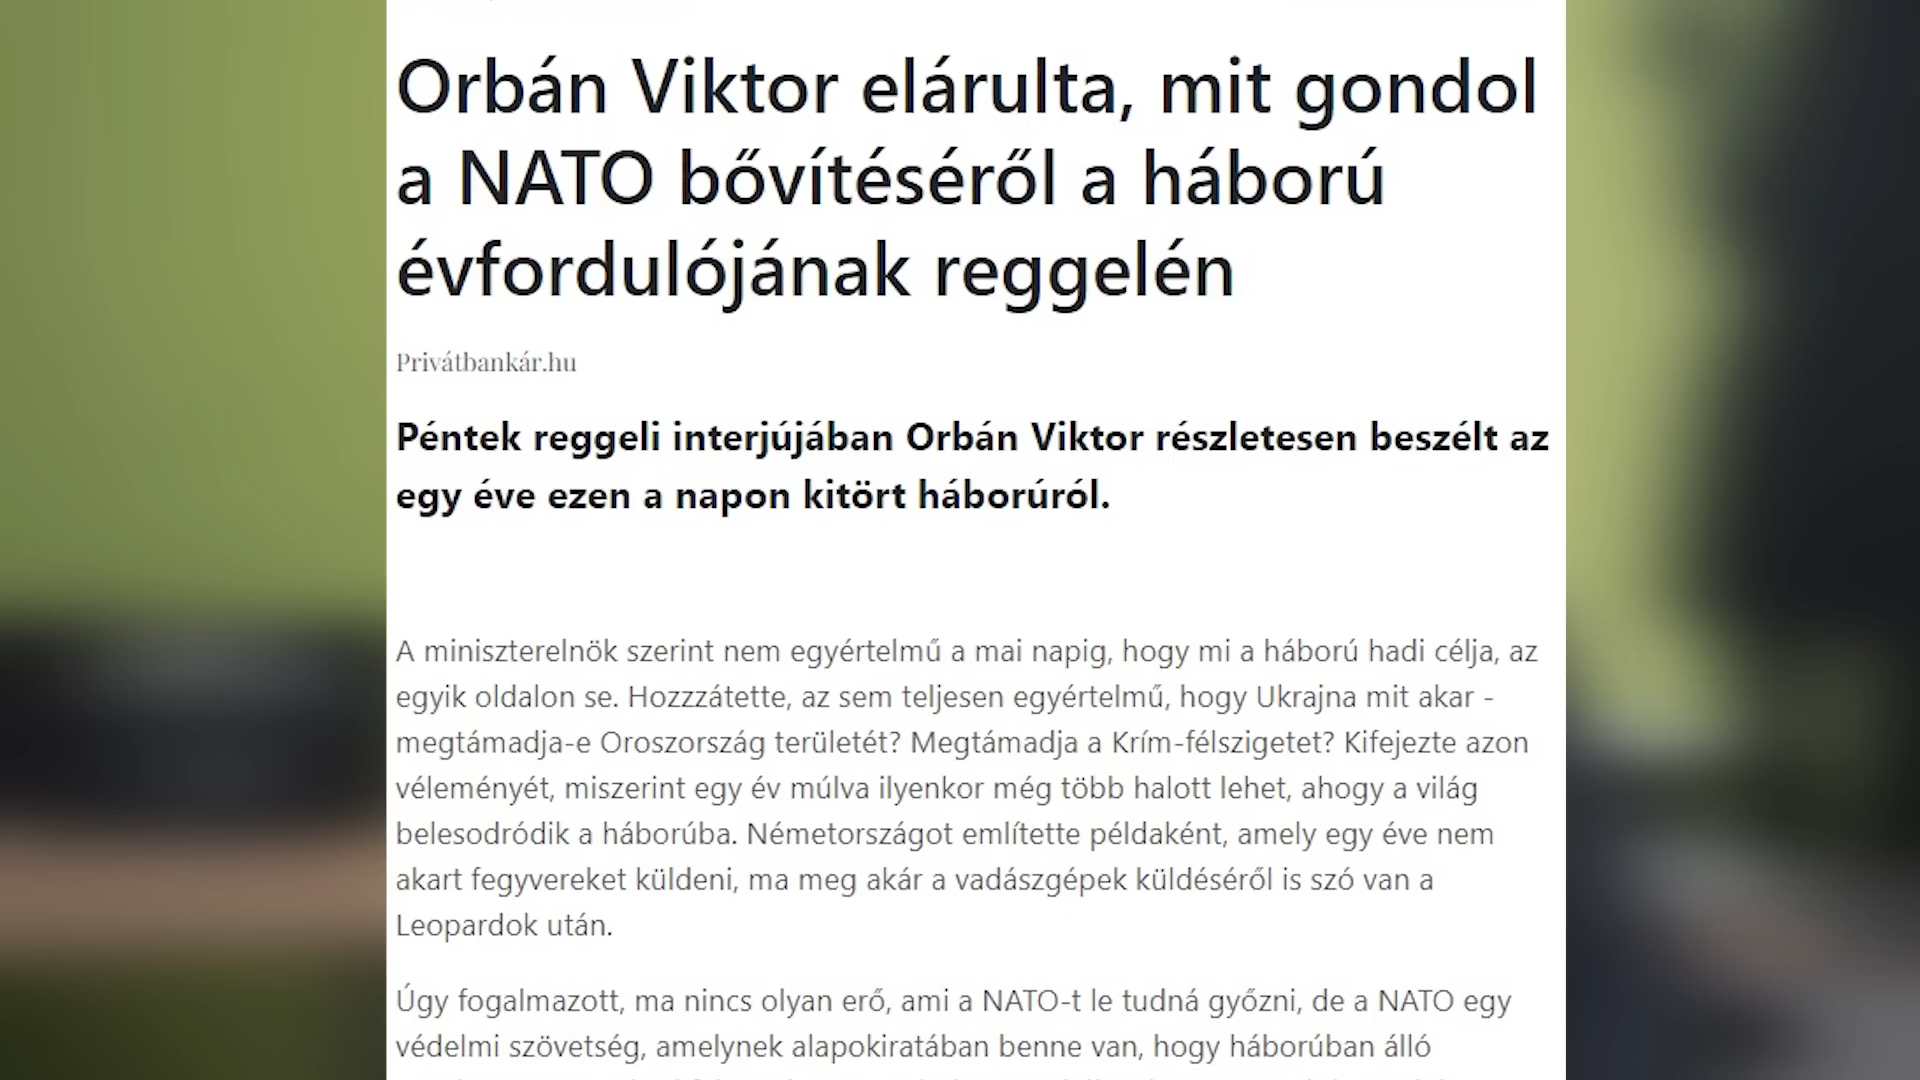 Orbán Viktor elárulta, mit gondol
a NATO bővítéséről a háború
évfordulójának reggelén
Privátbankár.hu
Péntek reggeli interjújában Orbán Viktor részletesen beszélt az
egy éve ezen a napon kitört háborúról.
A miniszterelnök szerint nem egyértelmű a mai napig, hogy mi a háború hadi célja, az
egyik oldalon se. Hozzzátette, az sem teljesen egyértelmű, hogy Ukrajna mit akar -
megtámadja-e Oroszország területét? Megtámadja a Krím-félszigetet? Kifejezte azon
véleményét, miszerint egy év múlva ilyenkor még több halott lehet, ahogy a világ
belesodródik a háborúba. Németországot említette példaként, amely egy éve nem
akart fegyvereket küldeni, ma meg akár a vadászgépek küldéséről is szó van a
Leopardok után.
Úgy fogalmazott, ma nincs olyan erő, ami a NATO-t le tudná győzni, de a NATO egy
védelmi szövetség, amelynek alapokiratában benne van, hogy háborúban álló